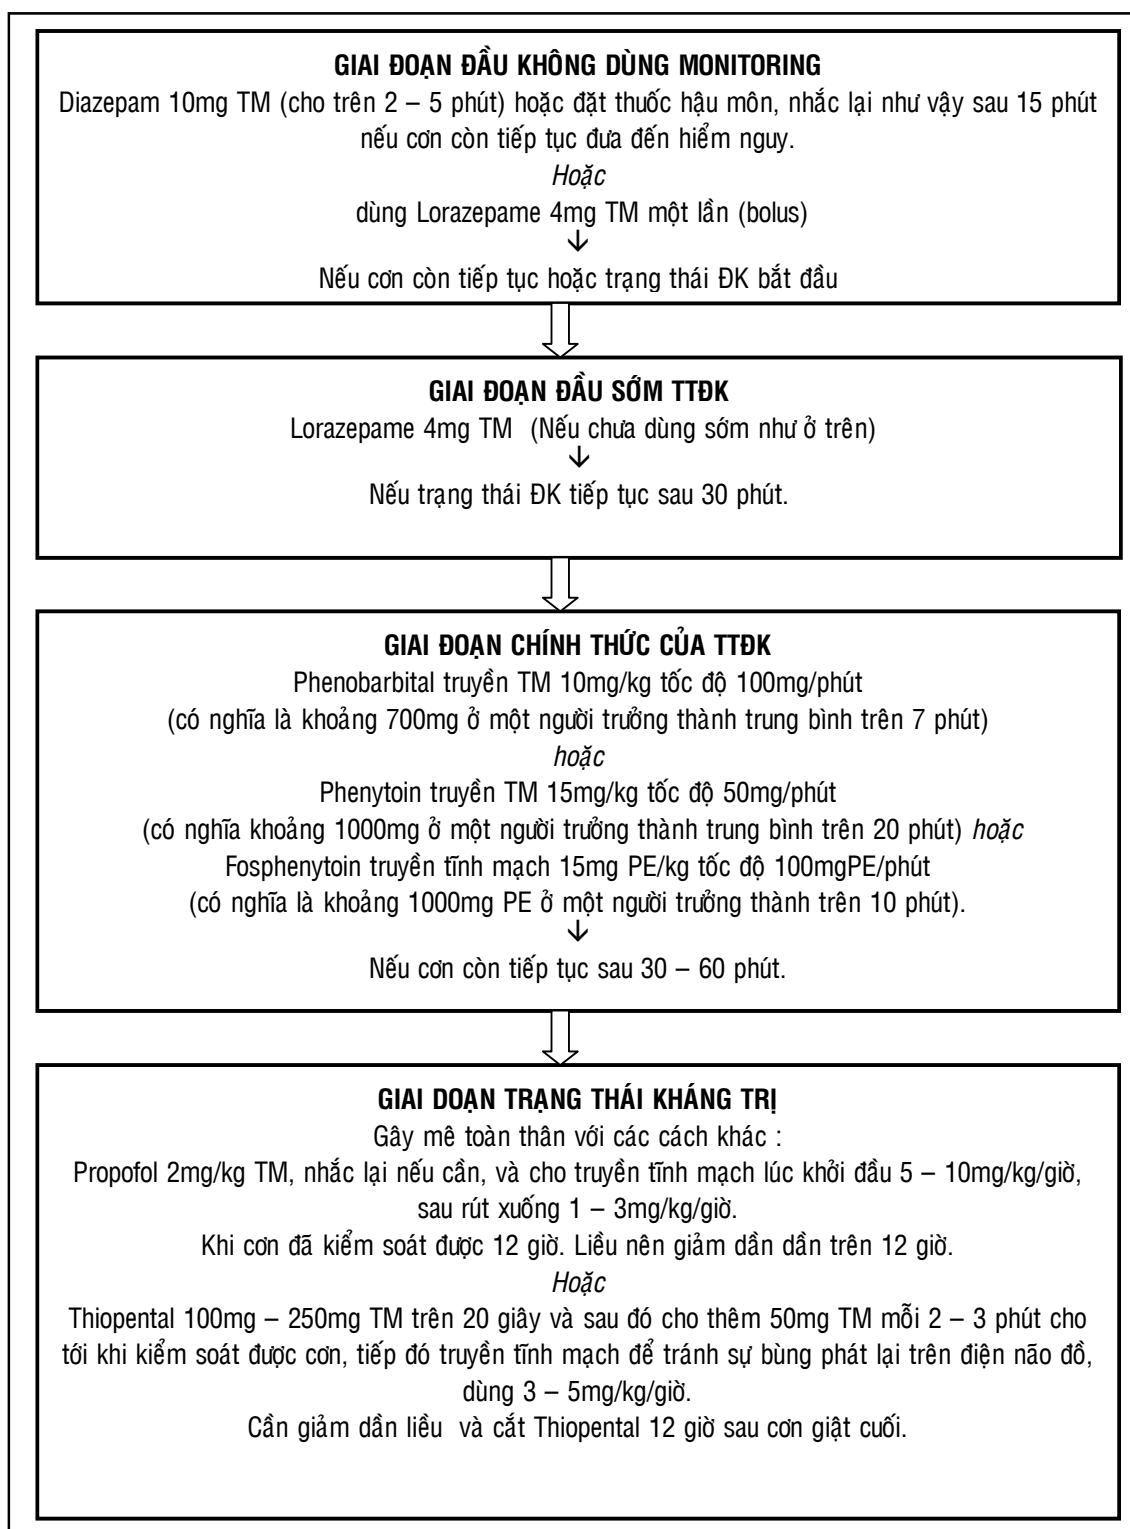 GIAI ĐOẠN ĐẦU KHÔNG DÙNG MONITORING
Diazepam 10mg TM (cho trên 2 – 5 phút) hoặc đặt thuốc hậu môn, nhắc lại như vậy sau 15 phút
nếu cơn còn tiếp tục đưa đến hiểm nguy.
Hoặc
dùng Lorazepame 4mg TM một lần (bolus)
↓
Nếu cơn còn tiếp tục hoặc trạng thái ĐK bắt đầu
GIAI ĐOẠN ĐẦU SỚM TTĐK
Lorazepame 4mg TM (Nếu chưa dùng sớm như ở trên)
↓
Nếu trạng thái ĐK tiếp tục sau 30 phút.
GIAI ĐOẠN CHÍNH THỨC CỦA TTĐK
Phenobarbital truyền TM 10mg/kg tốc độ 100mg/phút
(có nghĩa là khoảng 700mg ở một người trưởng thành trung bình trên 7 phút)
hoặc
Phenytoin truyền TM 15mg/kg tốc độ 50mg/phút
(có nghĩa khoảng 1000mg ở một người trưởng thành trung bình trên 20 phút) hoặc
Fosphenytoin truyền tĩnh mạch 15mg PE/kg tốc độ 100mgPE/phút
(có nghĩa là khoảng 1000mg PE ở một người trưởng thành trên 10 phút).
↓
Nếu cơn còn tiếp tục sau 30 – 60 phút.
GIAI DOẠN TRẠNG THÁI KHÁNG TRỊ
Gây mê toàn thân với các cách khác :
Propofol 2mg/kg TM, nhắc lại nếu cần, và cho truyền tĩnh mạch lúc khởi đầu 5 – 10mg/kg/giờ,
sau rút xuống 1 – 3mg/kg/giờ.
Khi cơn đã kiểm soát được 12 giờ. Liều nên giảm dần dần trên 12 giờ.
Hoặc
Thiopental 100mg – 250mg TM trên 20 giây và sau đó cho thêm 50mg TM mỗi 2 – 3 phút cho
tới khi kiểm soát được cơn, tiếp đó truyền tĩnh mạch để tránh sự bùng phát lại trên điện não đồ,
dùng 3 – 5mg/kg/giờ.
Cần giảm dần liều và cắt Thiopental 12 giờ sau cơn giật cuối.